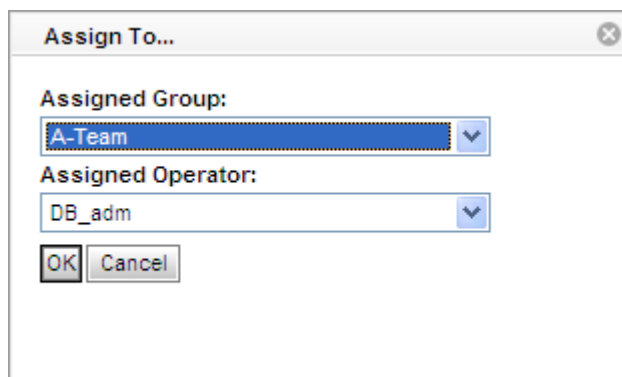 Assign To...
Assigned Group:
A-Team
Assigned Operator:
DB_adm
OK Cancel